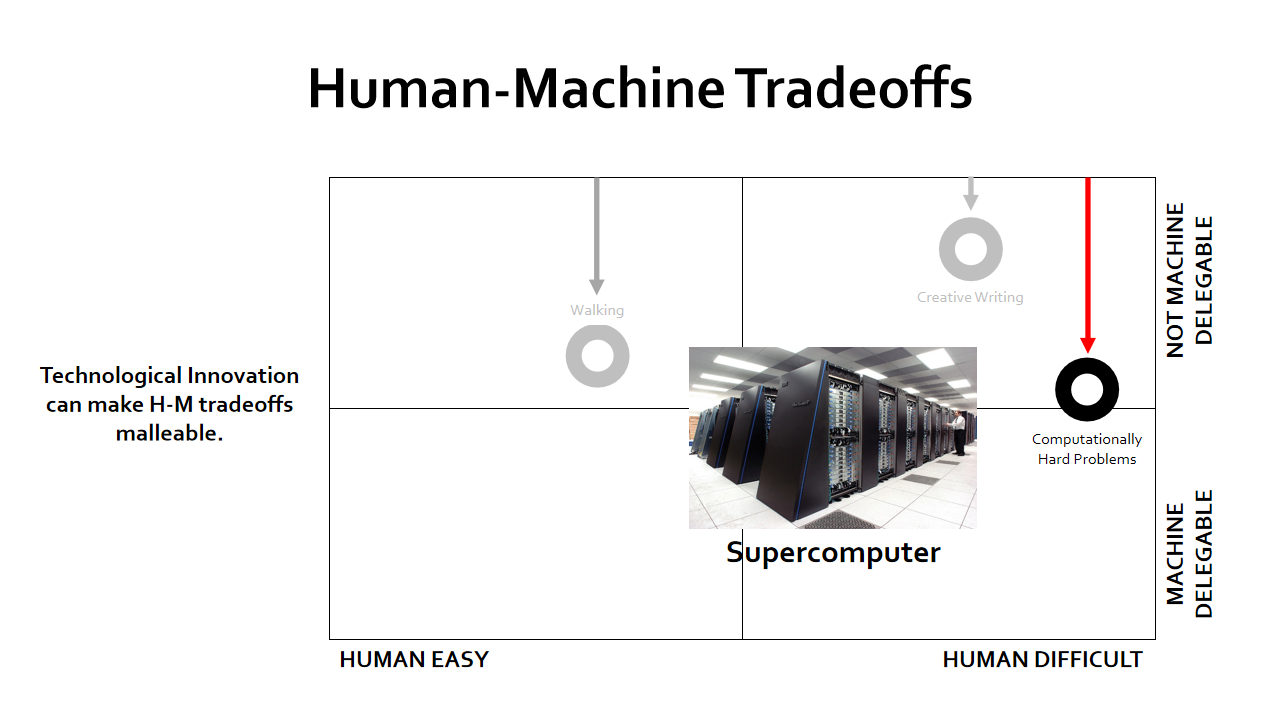 Human-Machine Tradeoffs
NOT MACHINE
DELEGABLE
Creative Writing
Walking
Technological Innovation
can make H-M tradeoffs
malleable.
Computationally
Hard Problems
Supercomputer
MACHINE
DELEGABLE
HUMAN EASY
HUMAN DIFFICULT